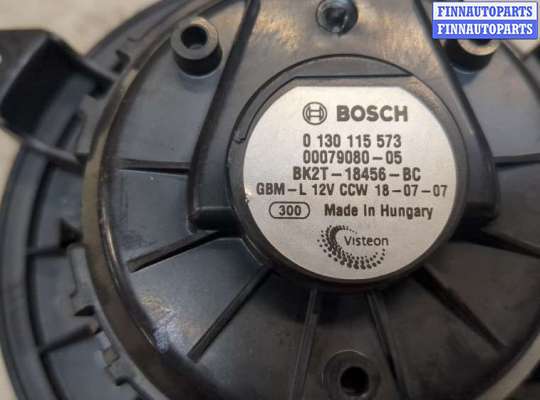 FINNAUTOPARTS
FINNAUTOPARTS
BOSCH
0 130 115 573
00079080-05
BK2T-18456-BC
GBM-L 12V CCW 18-07-07
300 Made in Hungary
Visteon